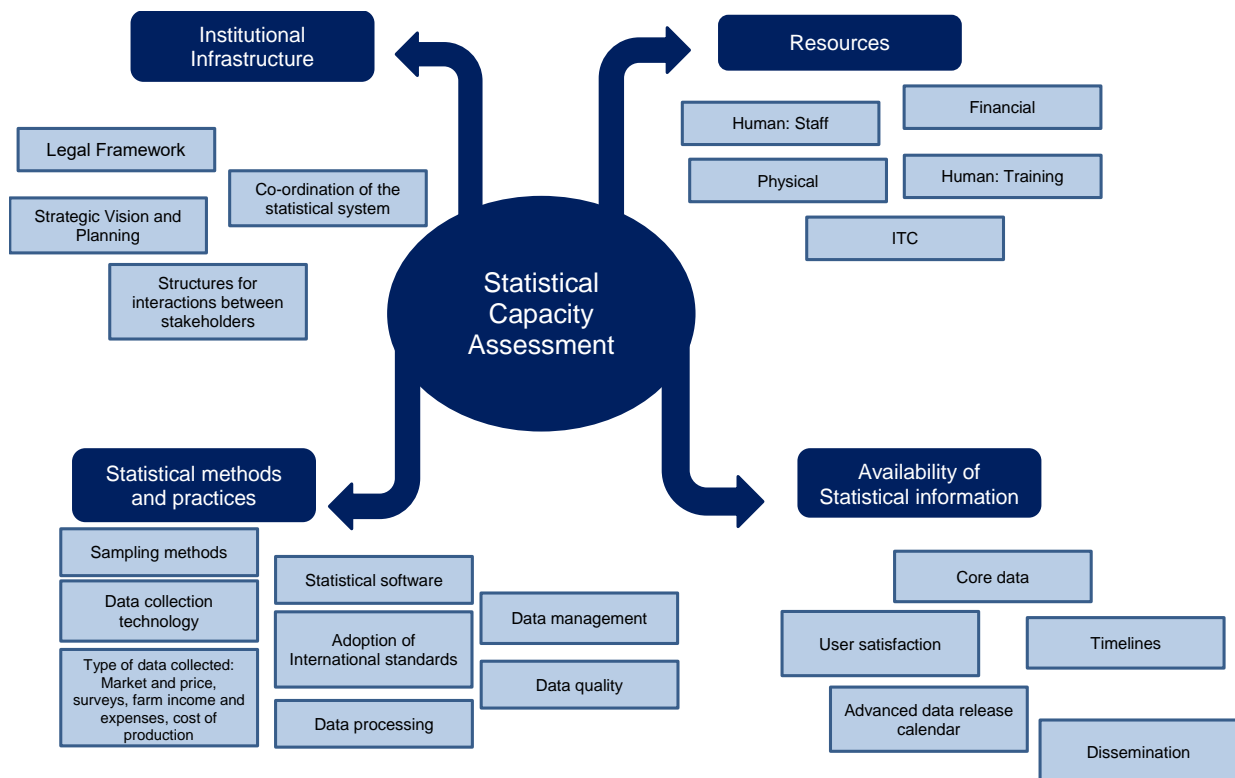 Institutional
Infrastructure
Resources
Legal Framework
Co-ordination of the
statistical system
Strategic Vision and
Planning
Structures for
interactions between
stakeholders
Human: Staff
Financial
Physical
Human: Training
ITC
Statistical
Capacity
Assessment
Statistical methods
and practices
Sampling methods
Statistical software
Data collection
technology
Data management
Adoption of
International standards
Type of data collected:
Market and price,
surveys, farm income and
expenses, cost of
production
Data quality
Data processing
Availability of
Statistical information
Core data
User satisfaction
Timelines
Advanced data release
calendar
Dissemination